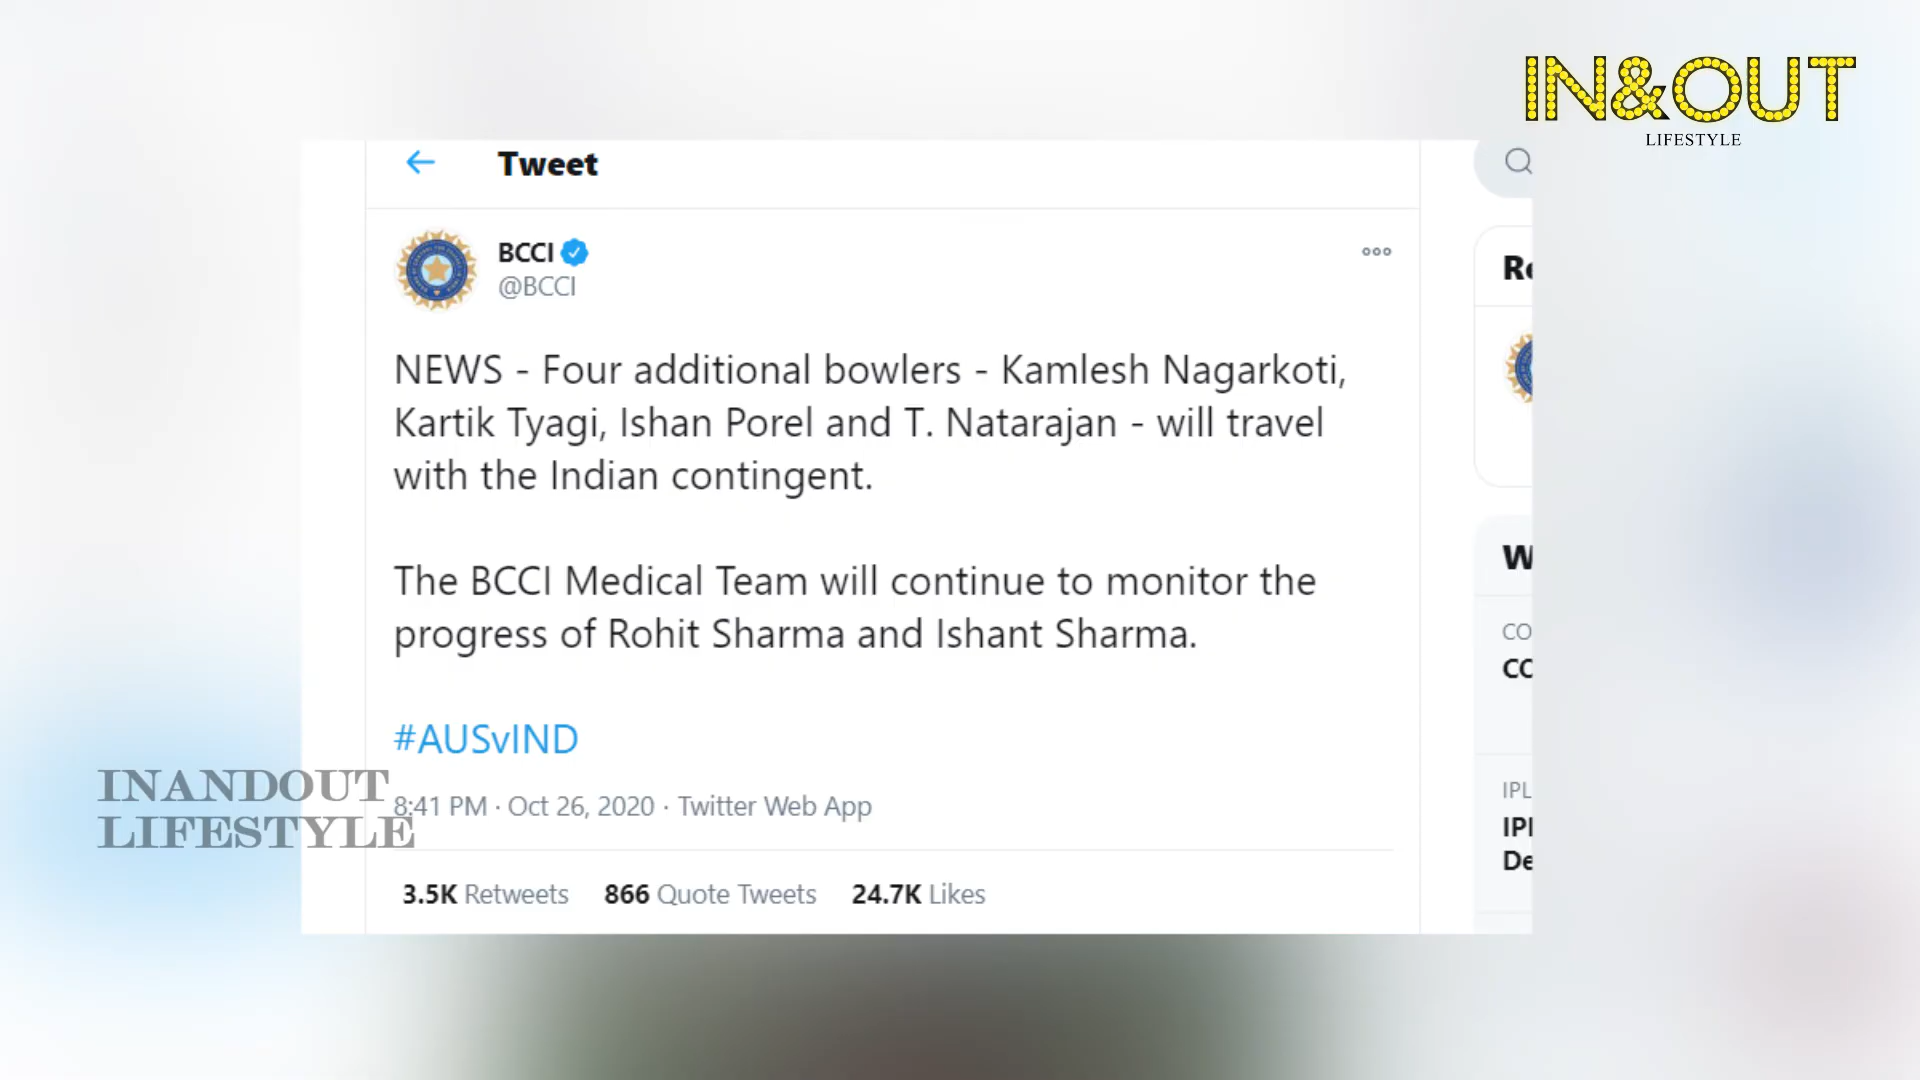 IN&OUT
LIFESTYLE
Tweet
BCCI
@BCCI
NEWS - Four additional bowlers - Kamlesh Nagarkoti,
Kartik Tyagi, Ishan Porel and T. Natarajan - will travel
with the Indian contingent.
The BCCI Medical Team will continue to monitor the
progress of Rohit Sharma and Ishant Sharma.
#AUSvIND
8:41 PM · Oct 26, 2020 · Twitter Web App
3.5K Retweets 866 Quote Tweets 24.7K Likes
INANDOUT
LIFESTYLE
IPL